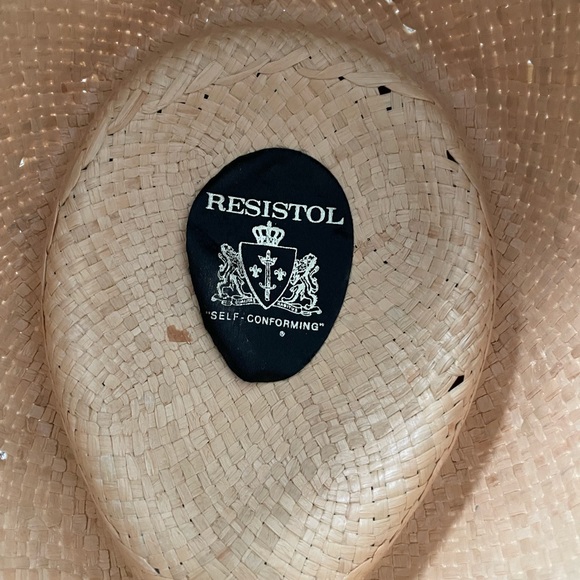 RESISTOL
"SELF-CONFORMING"
®